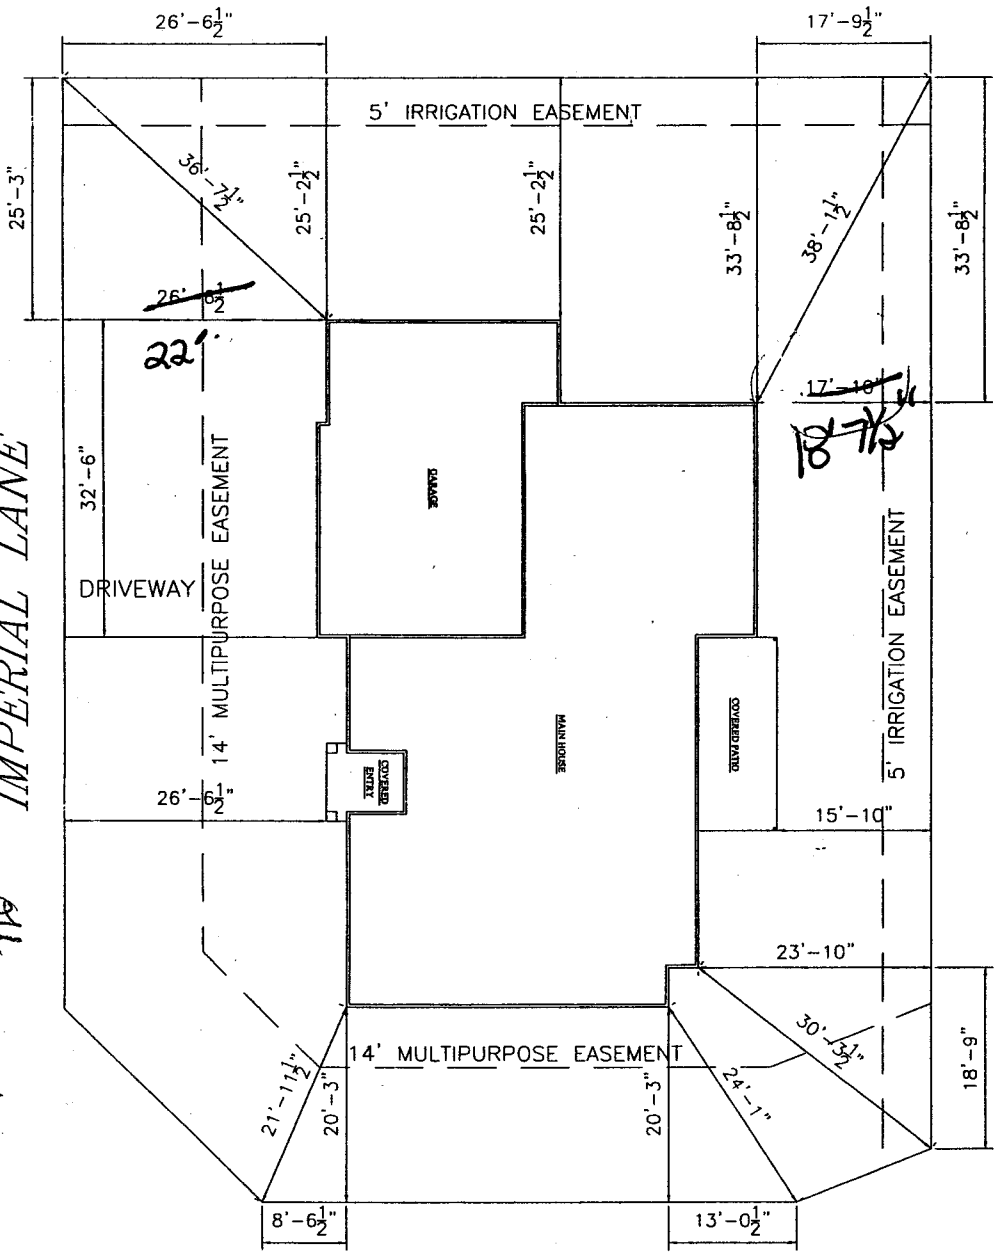 26'-6½"
17'-9½"
5' IRRIGATION EASEMENT
25'-3"
36'-7½"
25'-2½"
25'-2½"
33'-8½"
38'-1½"
33'-8½"
26'-6½
22'
17'-10"
18' 7½"
32'-6"
GARAGE
IMPERIAL LANE
DRIVEWAY
14' MULTIPURPOSE EASEMENT
5' IRRIGATION EASEMENT
MAIN HOUSE
COVERED PATIO
COVERED
ENTRY
26'-6½"
15'-10"
23'-10"
30'-3½"
18'-9"
14' MULTIPURPOSE EASEMENT
21'-11½"
20'-3"
20'-3"
24'-1"
8'-6½"
13'-0½"